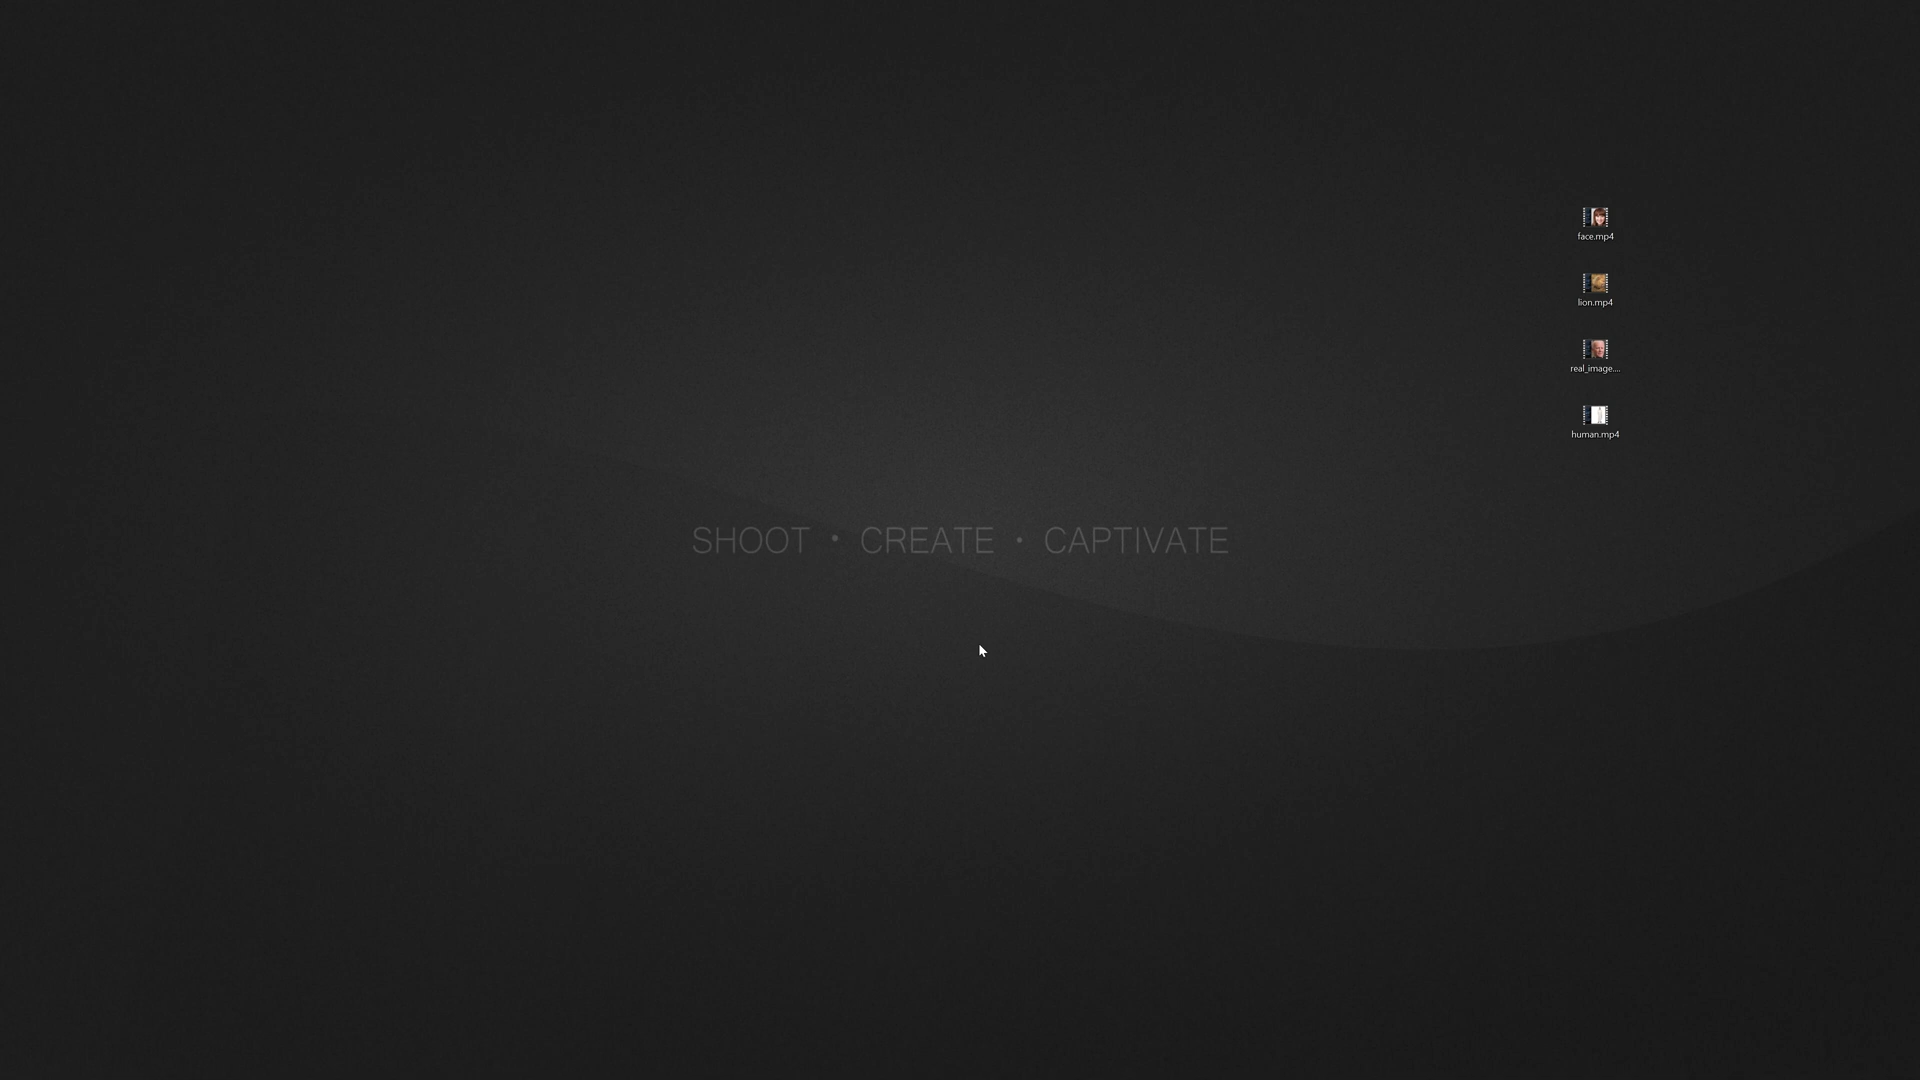 face.mp4
lion.mp4
real_image....
human.mp4
SHOOT • CREATE • CAPTIVATE